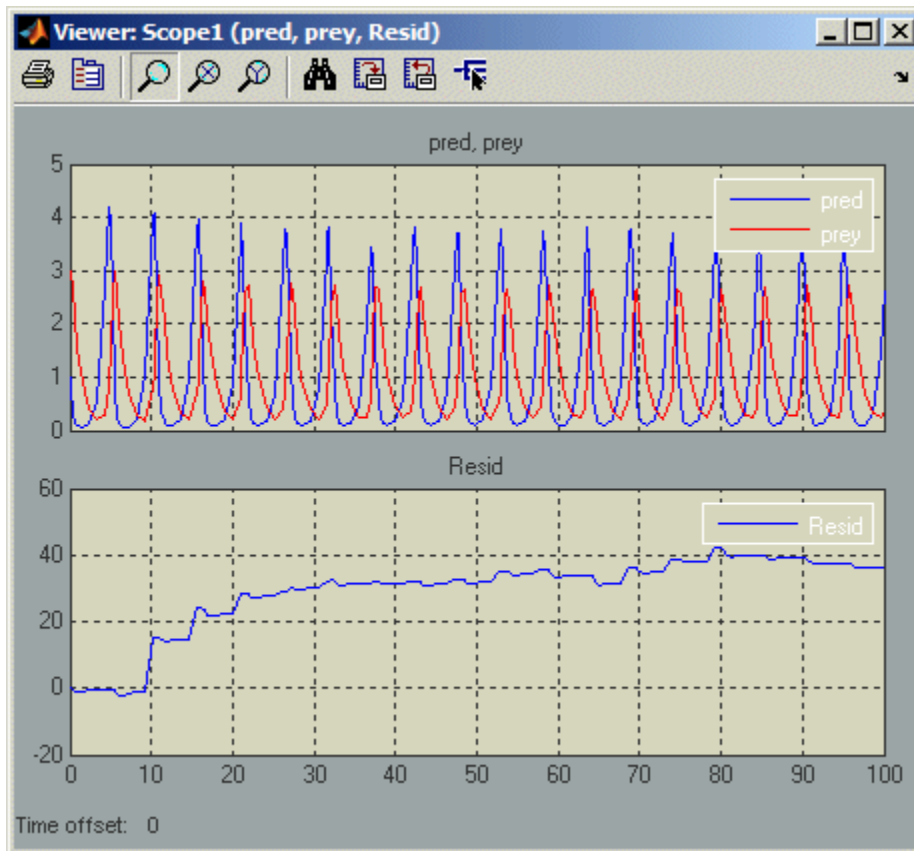 Viewer: Scope1 (pred, prey, Resid)
pred, prey
5
4
3
2
1
0
pred
prey
Resid
60
40
20
0
-20
Resid
0 10 20 30 40 50 60 70 80 90 100
Time offset: 0